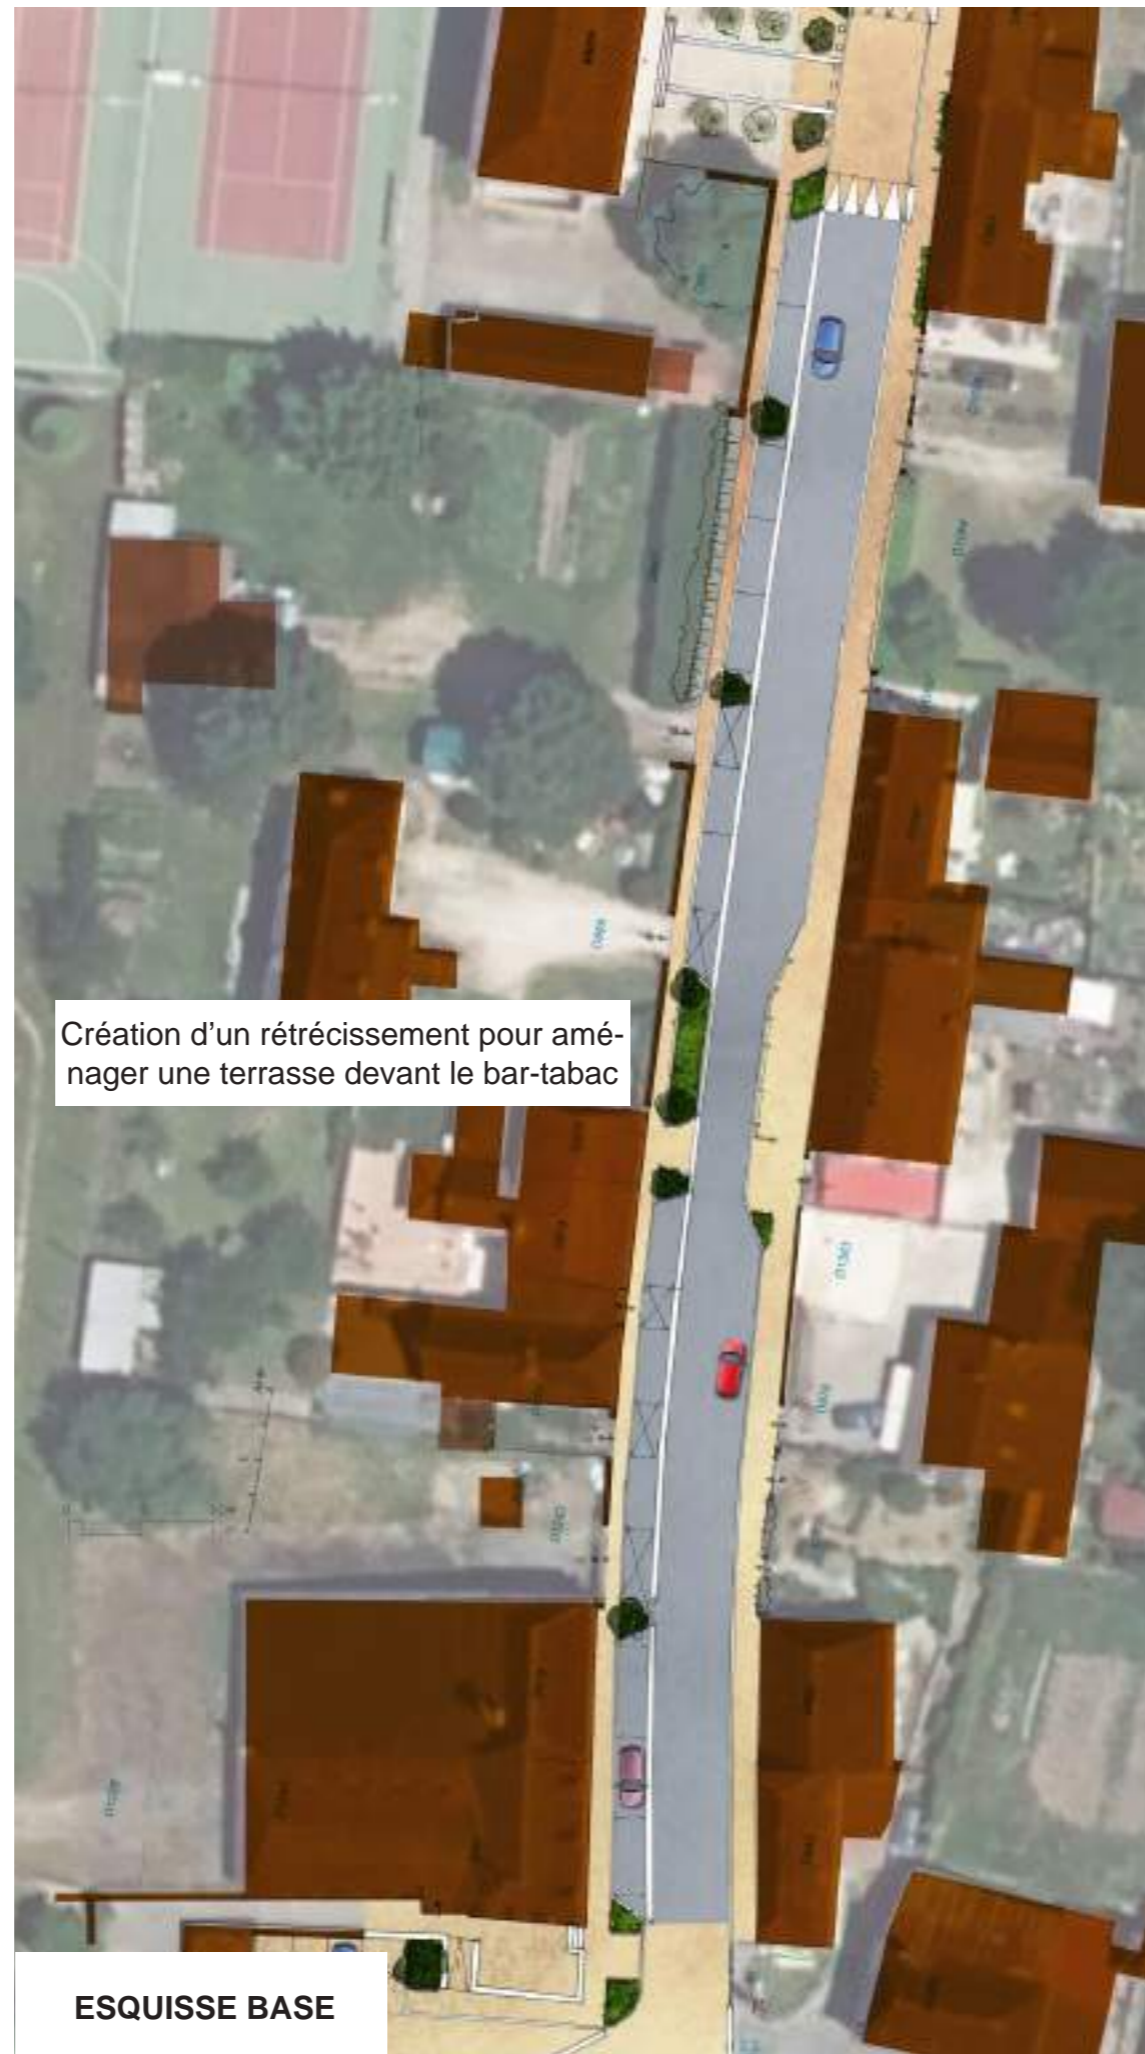 Création d’un rétrécissement pour amé-
nager une terrasse devant le bar-tabac
ESQUISSE BASE